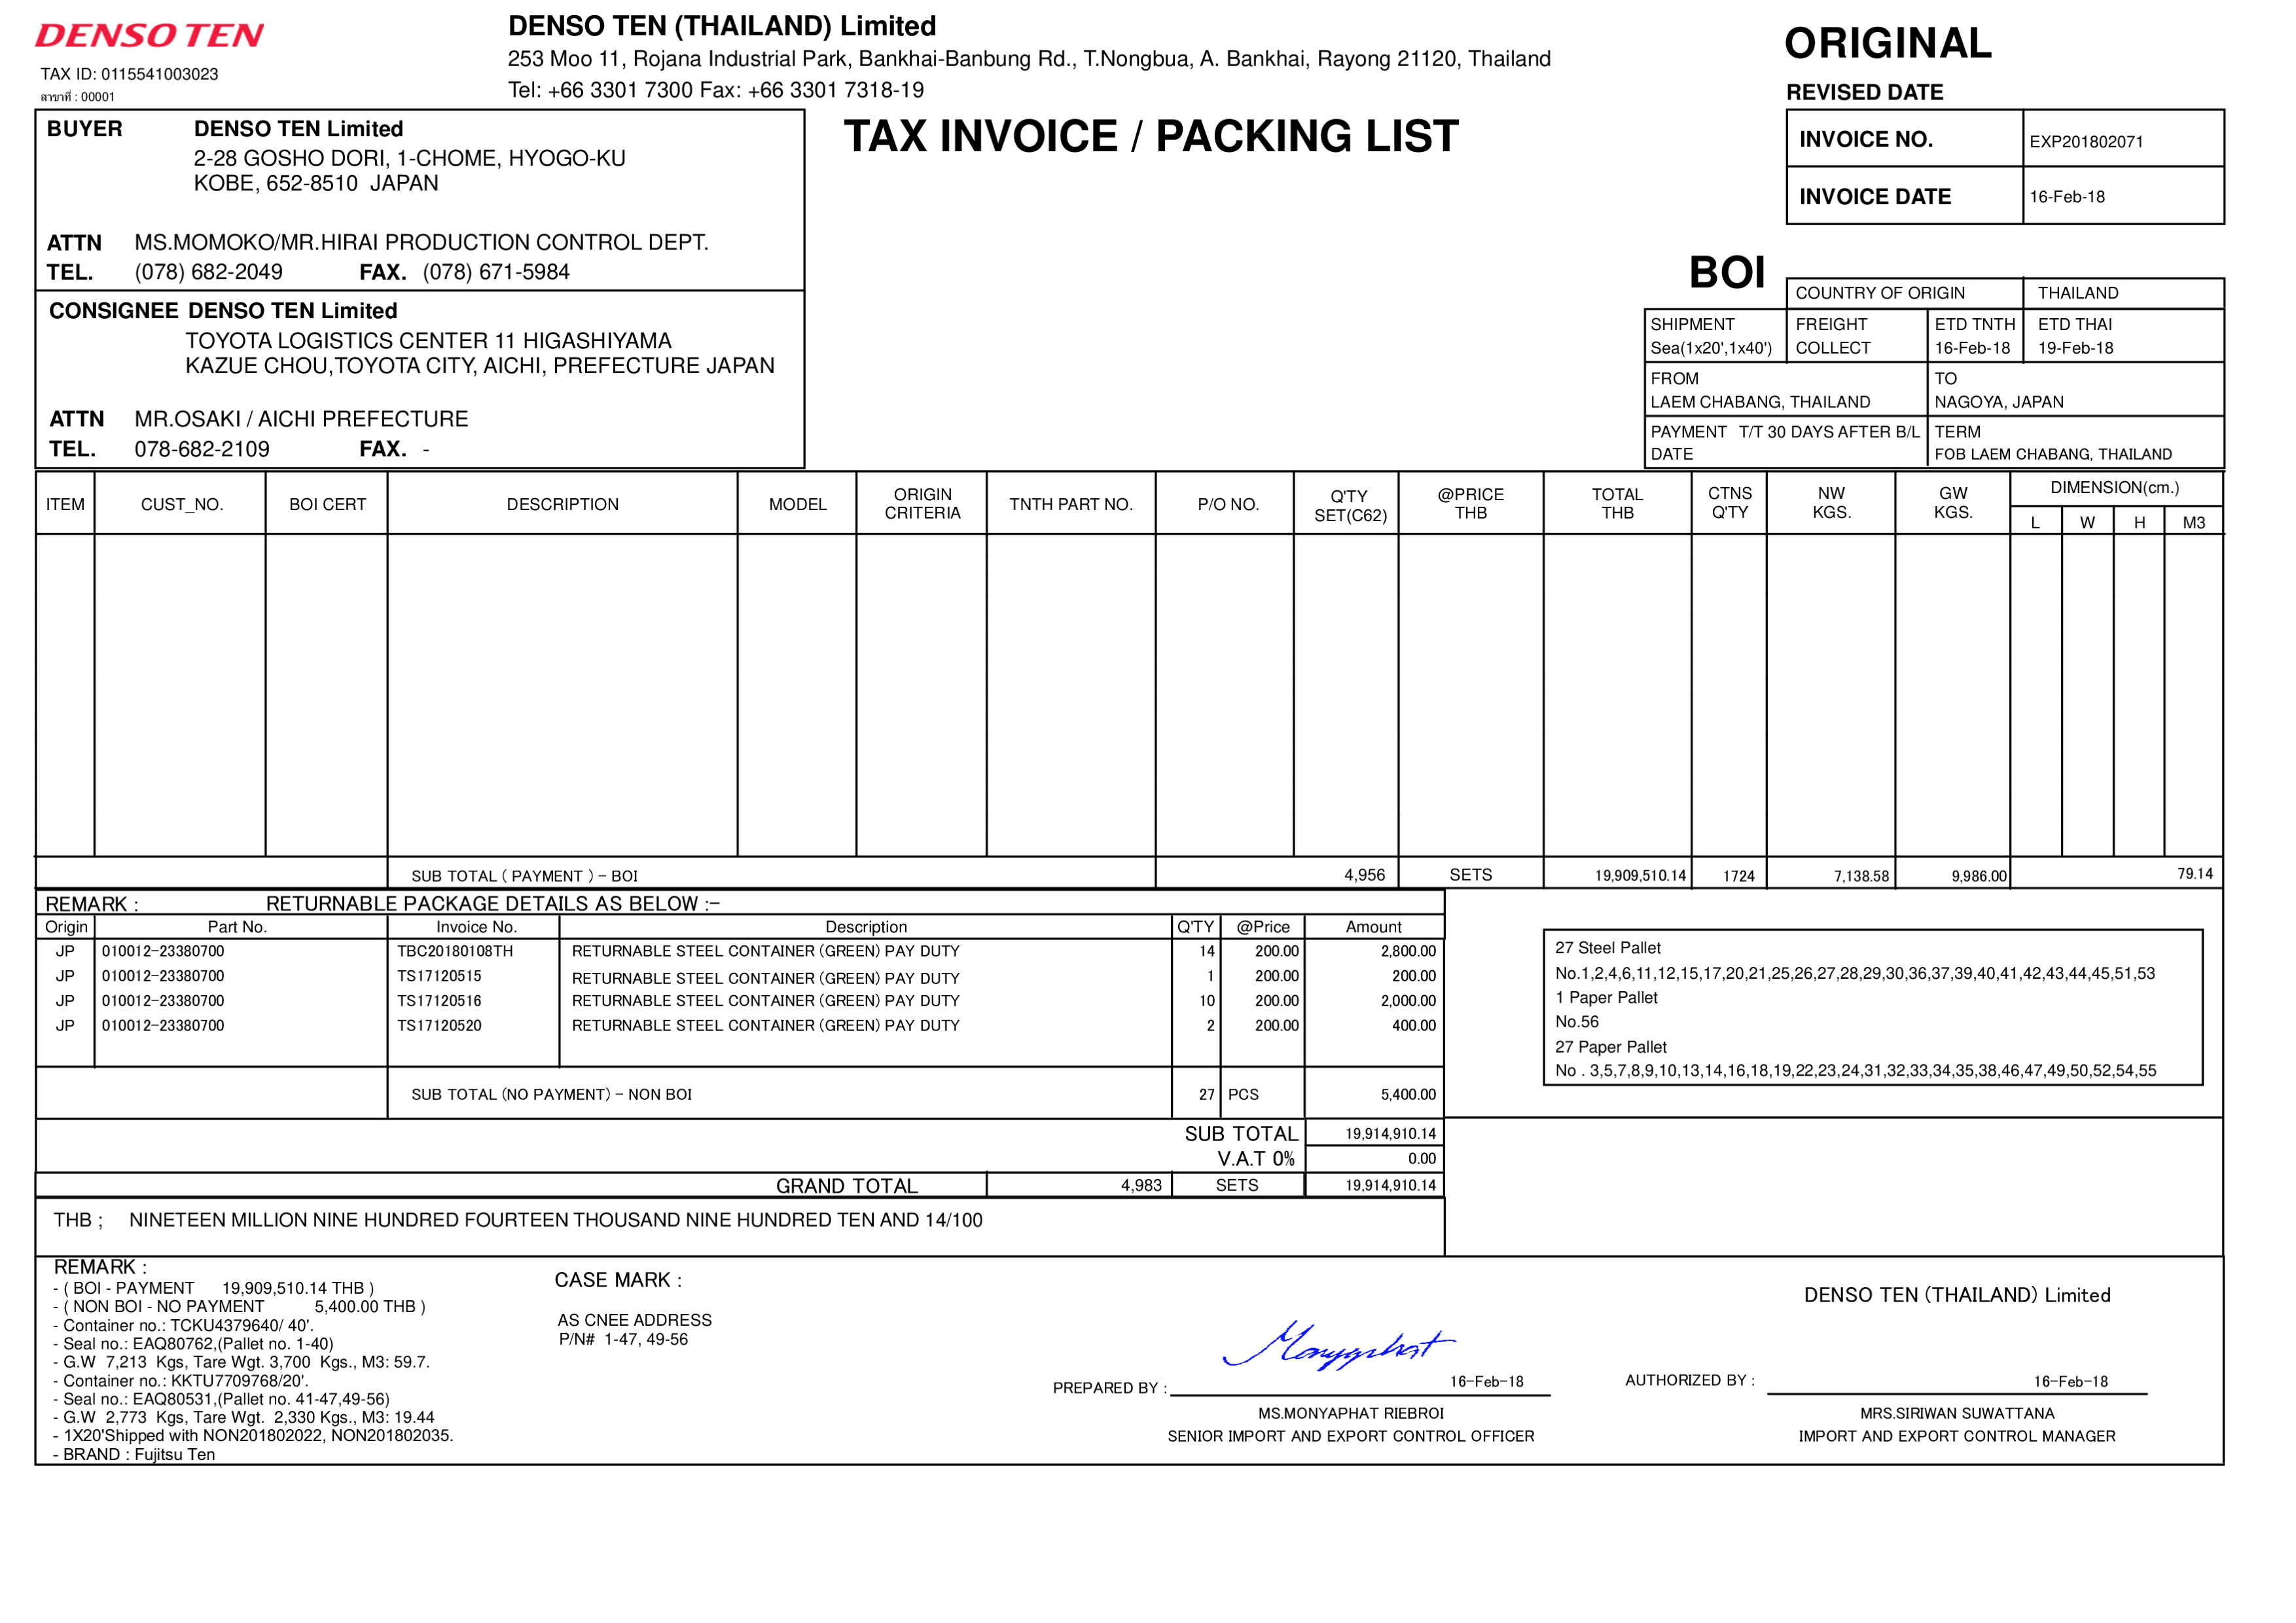 DENSO TEN
TAX ID: 0115541003023
สาขาที่ : 00001
DENSO TEN (THAILAND) Limited
253 Moo 11, Rojana Industrial Park, Bankhai-Banbung Rd., T.Nongbua, A. Bankhai, Rayong 21120, Thailand
Tel: +66 3301 7300 Fax: +66 3301 7318-19
TAX INVOICE / PACKING LIST
ORIGINAL
REVISED DATE
INVOICE NO. EXP201802071
INVOICE DATE 16-Feb-18
BUYER DENSO TEN Limited
2-28 GOSHO DORI, 1-CHOME, HYOGO-KU
KOBE, 652-8510 JAPAN
ATTN MS.MOMOKO/MR.HIRAI PRODUCTION CONTROL DEPT.
TEL. (078) 682-2049 FAX. (078) 671-5984
CONSIGNEE DENSO TEN Limited
TOYOTA LOGISTICS CENTER 11 HIGASHIYAMA
KAZUE CHOU,TOYOTA CITY, AICHI, PREFECTURE JAPAN
ATTN MR.OSAKI / AICHI PREFECTURE
TEL. 078-682-2109 FAX. -
BOI
COUNTRY OF ORIGIN THAILAND
SHIPMENT FREIGHT ETD TNTH ETD THAI
Sea(1x20',1x40') COLLECT 16-Feb-18 19-Feb-18
FROM TO
LAEM CHABANG, THAILAND NAGOYA, JAPAN
PAYMENT T/T 30 DAYS AFTER B/L TERM
DATE FOB LAEM CHABANG, THAILAND
ITEM CUST_NO. BOI CERT DESCRIPTION MODEL ORIGIN CRITERIA TNTH PART NO. P/O NO. Q'TY SET(C62) @PRICE THB TOTAL THB CTNS Q'TY NW KGS. GW KGS. DIMENSION(cm.)
L W H M3
SUB TOTAL ( PAYMENT ) - BOI 4,956 SETS 19,909,510.14 1724 7,138.58 9,986.00 79.14
REMARK : RETURNABLE PACKAGE DETAILS AS BELOW :-
Origin Part No. Invoice No. Description Q'TY @Price Amount
JP 010012-23380700 TBC20180108TH RETURNABLE STEEL CONTAINER (GREEN) PAY DUTY 14 200.00 2,800.00
JP 010012-23380700 TS17120515 RETURNABLE STEEL CONTAINER (GREEN) PAY DUTY 1 200.00 200.00
JP 010012-23380700 TS17120516 RETURNABLE STEEL CONTAINER (GREEN) PAY DUTY 10 200.00 2,000.00
JP 010012-23380700 TS17120520 RETURNABLE STEEL CONTAINER (GREEN) PAY DUTY 2 200.00 400.00
SUB TOTAL (NO PAYMENT) - NON BOI 27 PCS 5,400.00
27 Steel Pallet
No.1,2,4,6,11,12,15,17,20,21,25,26,27,28,29,30,36,37,39,40,41,42,43,44,45,51,53
1 Paper Pallet
No.56
27 Paper Pallet
No . 3,5,7,8,9,10,13,14,16,18,19,22,23,24,31,32,33,34,35,38,46,47,49,50,52,54,55
SUB TOTAL 19,914,910.14
V.A.T 0% 0.00
GRAND TOTAL 4,983 SETS 19,914,910.14
THB ; NINETEEN MILLION NINE HUNDRED FOURTEEN THOUSAND NINE HUNDRED TEN AND 14/100
REMARK :
- ( BOI - PAYMENT 19,909,510.14 THB )
- ( NON BOI - NO PAYMENT 5,400.00 THB )
- Container no.: TCKU4379640/ 40'.
- Seal no.: EAQ80762,(Pallet no. 1-40)
- G.W 7,213 Kgs, Tare Wgt. 3,700 Kgs., M3: 59.7.
- Container no.: KKTU7709768/20'.
- Seal no.: EAQ80531,(Pallet no. 41-47,49-56)
- G.W 2,773 Kgs, Tare Wgt. 2,330 Kgs., M3: 19.44
- 1X20'Shipped with NON201802022, NON201802035.
- BRAND : Fujitsu Ten
CASE MARK :
AS CNEE ADDRESS
P/N# 1-47, 49-56
Monyaphat
PREPARED BY : 16-Feb-18
MS.MONYAPHAT RIEBROI
SENIOR IMPORT AND EXPORT CONTROL OFFICER
DENSO TEN (THAILAND) Limited
AUTHORIZED BY : 16-Feb-18
MRS.SIRIWAN SUWATTANA
IMPORT AND EXPORT CONTROL MANAGER